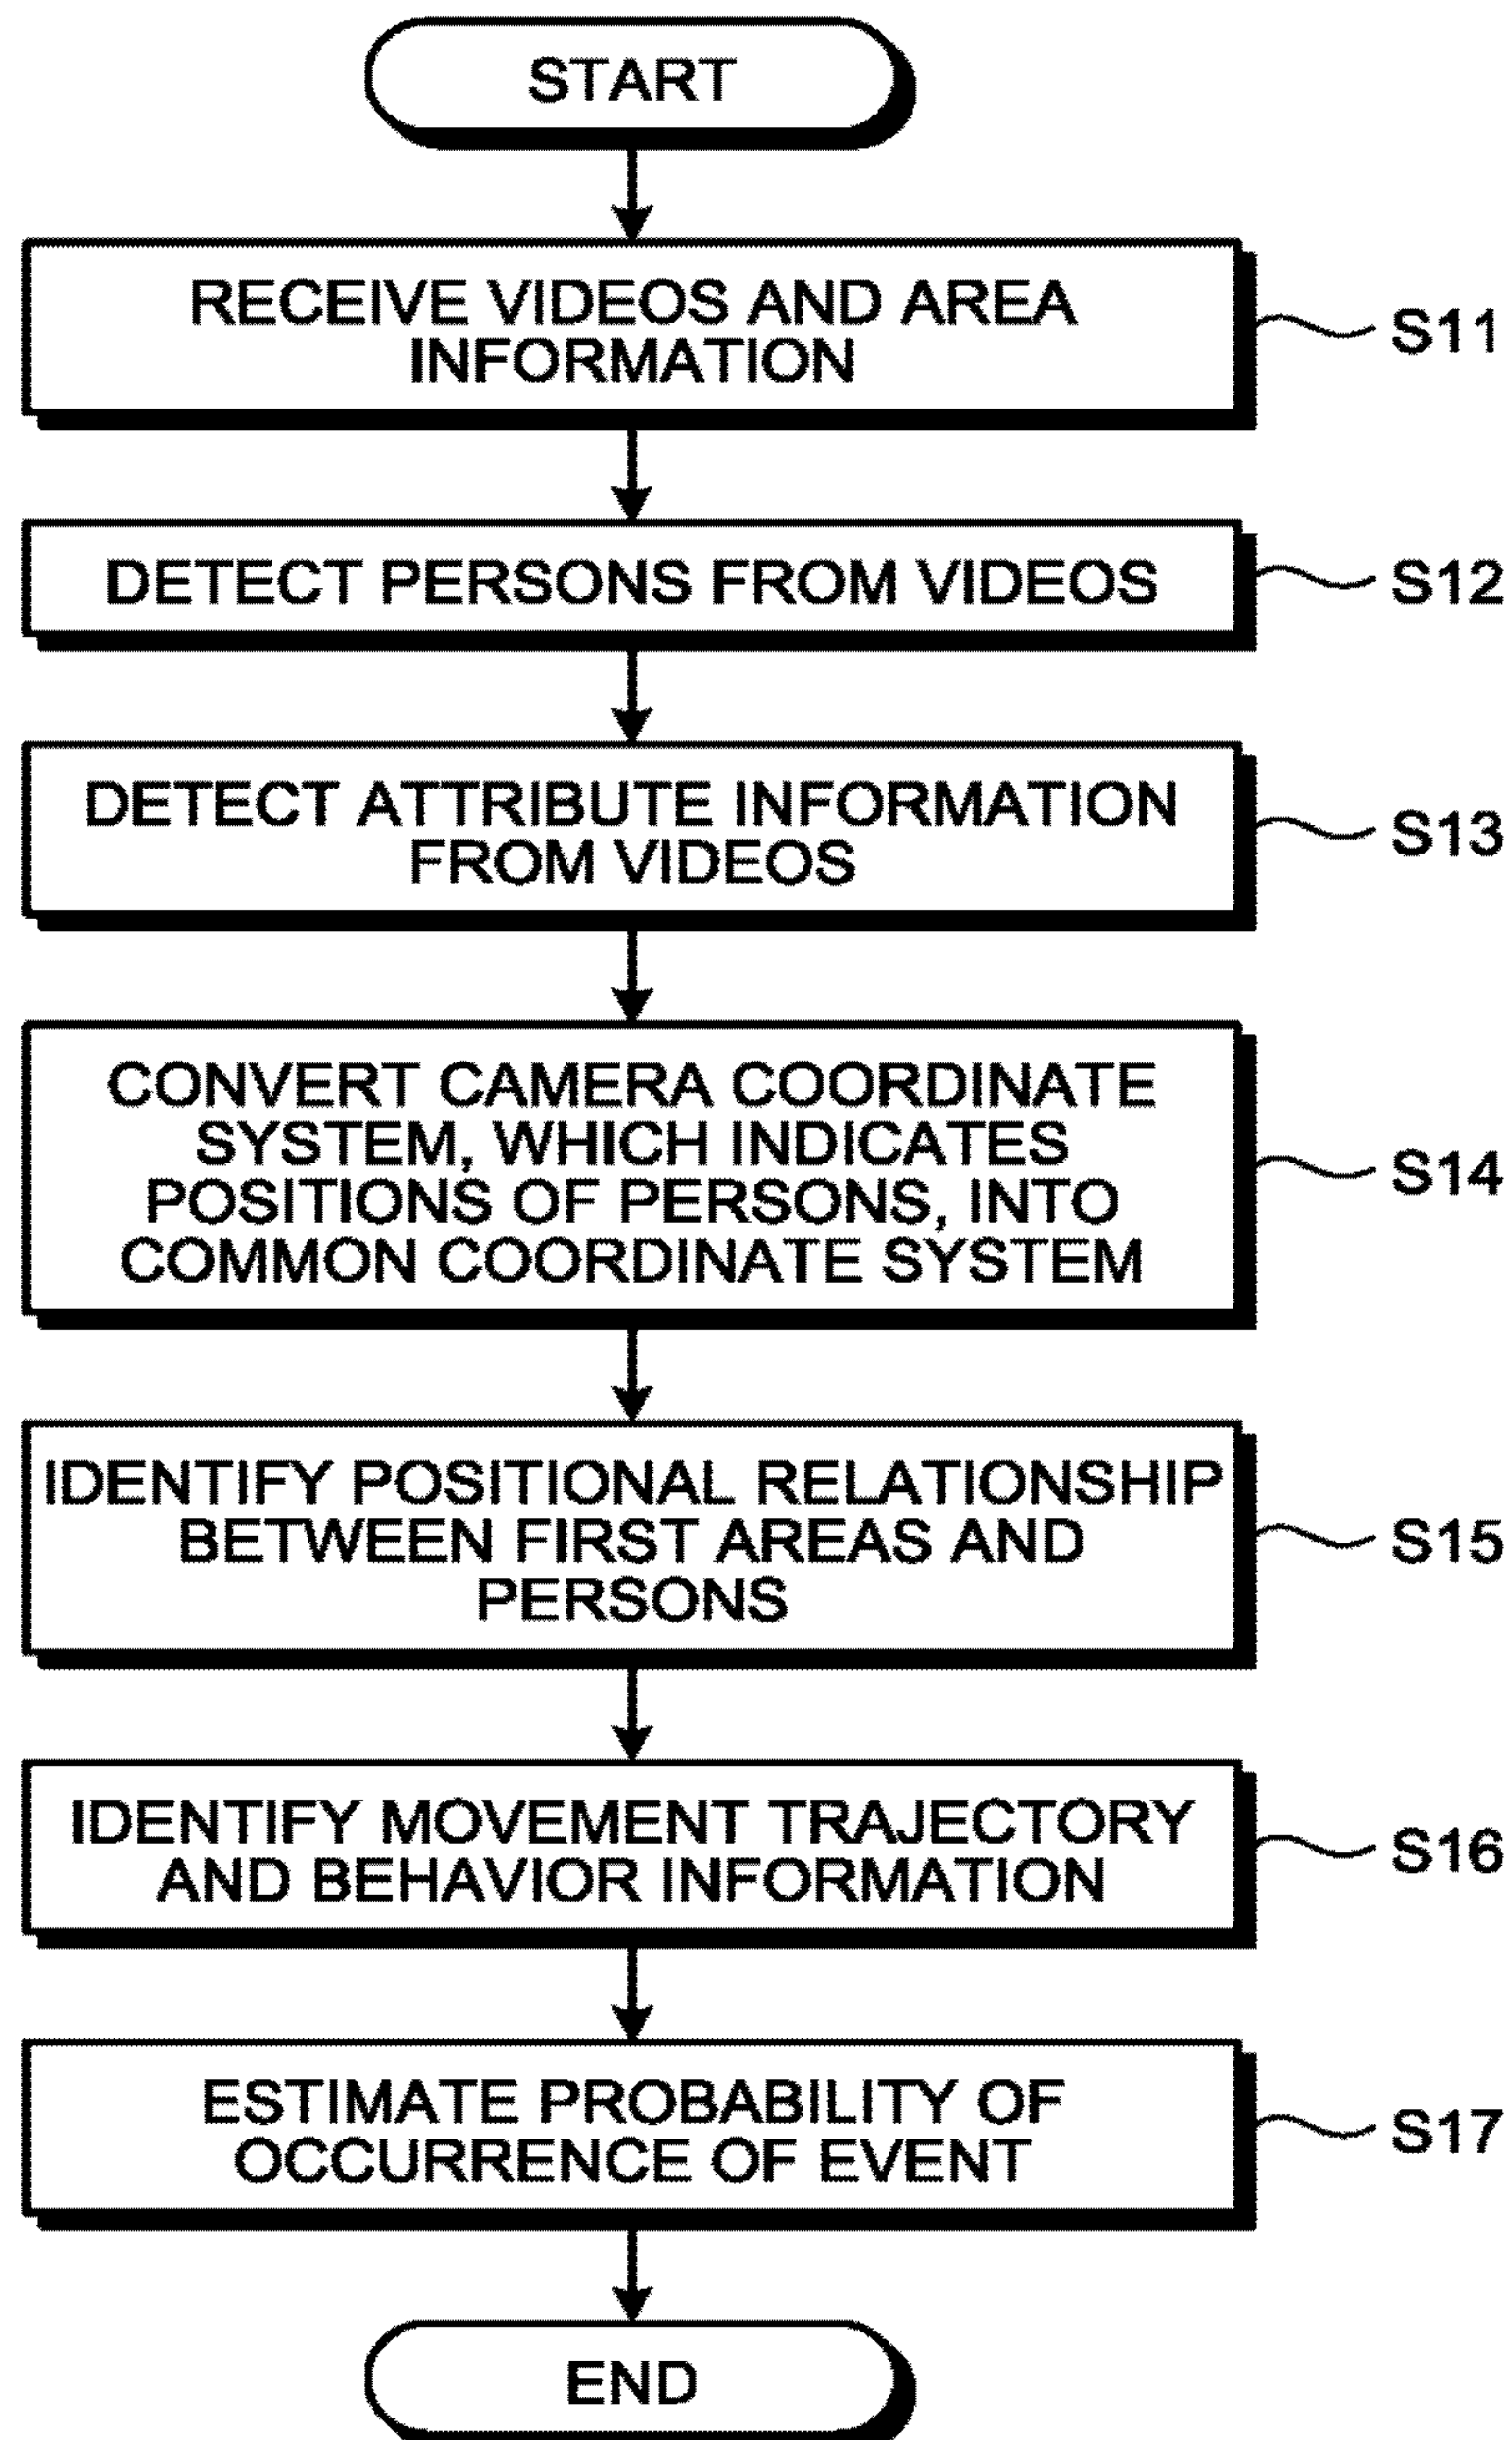 START
RECEIVE VIDEOS AND AREA
INFORMATION
S11
DETECT PERSONS FROM VIDEOS
S12
DETECT ATTRIBUTE INFORMATION
FROM VIDEOS
S13
CONVERT CAMERA COORDINATE
SYSTEM, WHICH INDICATES
POSITIONS OF PERSONS, INTO
COMMON COORDINATE SYSTEM
S14
IDENTIFY POSITIONAL RELATIONSHIP
BETWEEN FIRST AREAS AND
PERSONS
S15
IDENTIFY MOVEMENT TRAJECTORY
AND BEHAVIOR INFORMATION
S16
ESTIMATE PROBABILITY OF
OCCURRENCE OF EVENT
S17
END